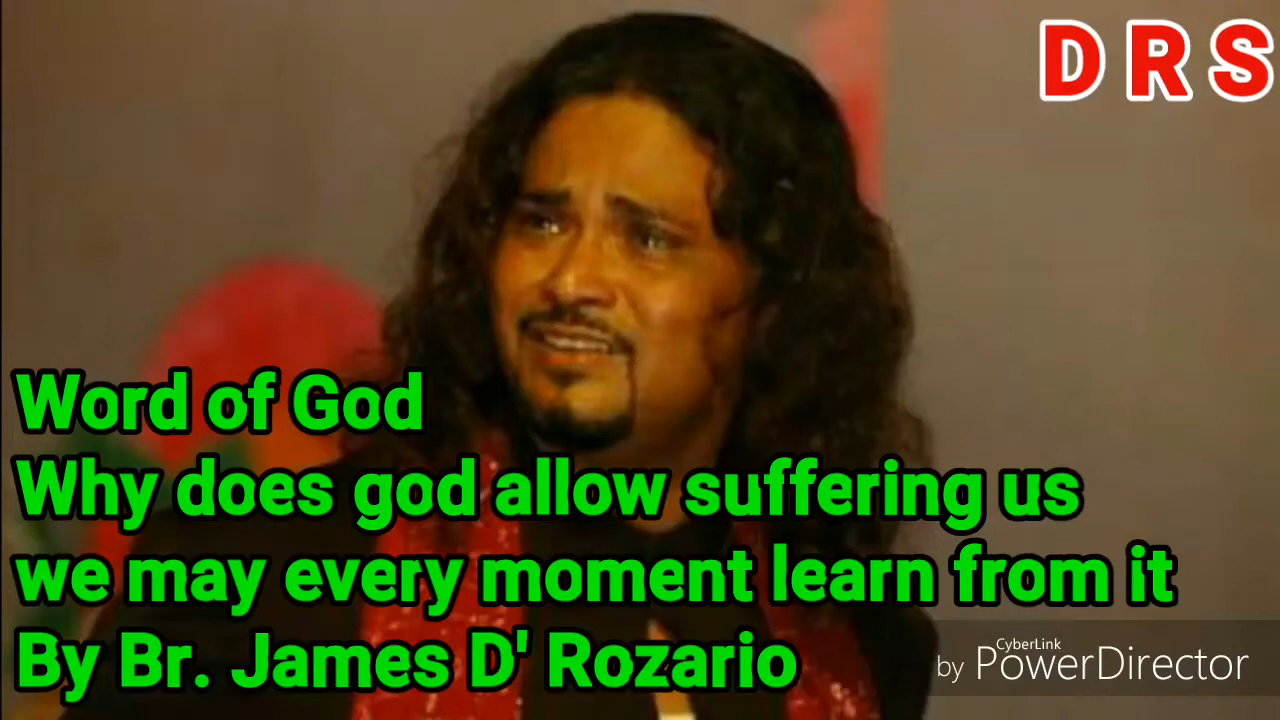 D R S
Word of God
Why does god allow suffering us
we may every moment learn from it
By Br. James D' Rozario
CyberLink
by PowerDirector